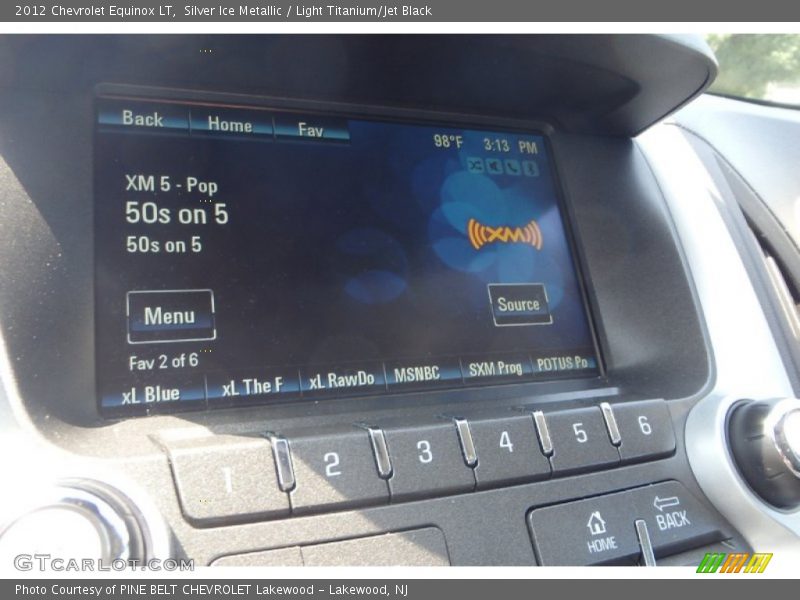 2012 Chevrolet Equinox LT,  Silver Ice Metallic / Light Titanium/Jet Black
Back Home Fav
98°F 3:13 PM
XM 5 - Pop
50s on 5
50s on 5
XM
Menu Source
Fav 2 of 6
xL Blue xL The F xL RawDo MSNBC SXM Prog POTUS Po
1 2 3 4 5 6
HOME BACK
GTCARLOT.COM
Photo Courtesy of PINE BELT CHEVROLET Lakewood - Lakewood, NJ